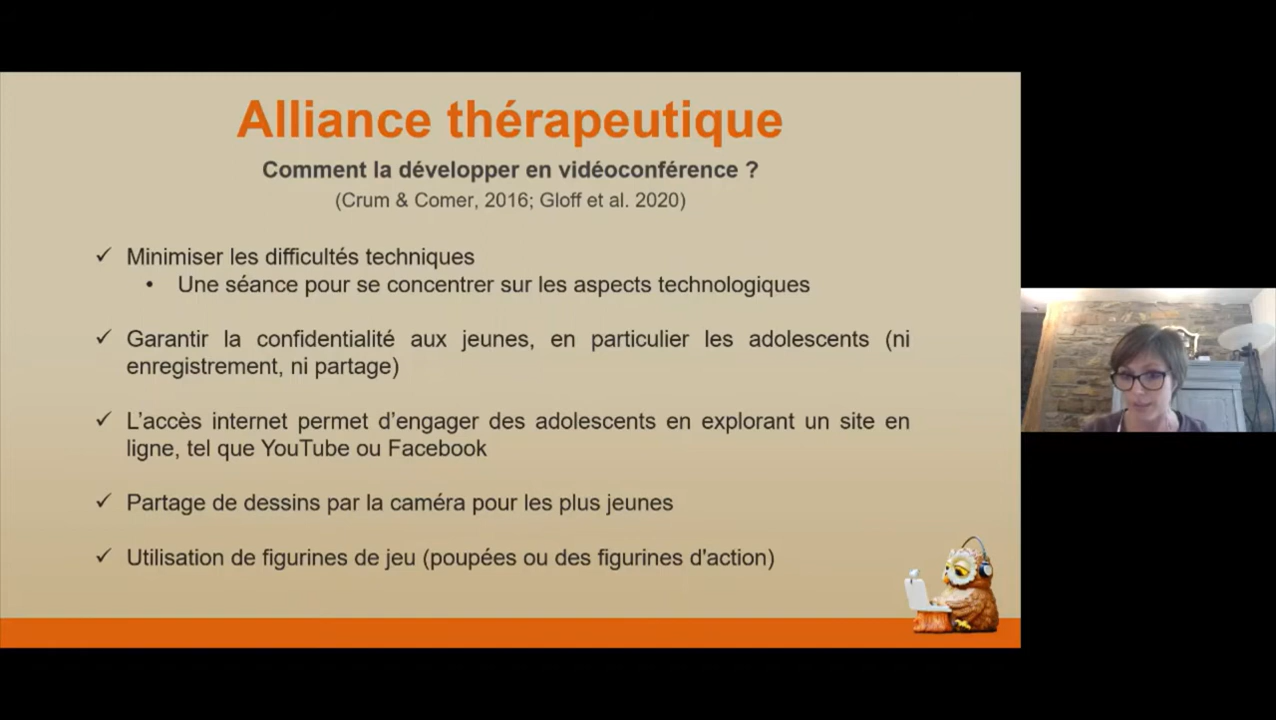 Alliance thérapeutique
Comment la développer en vidéoconférence ?
(Crum & Comer, 2016; Gloff et al. 2020)
✓ Minimiser les difficultés techniques
• Une séance pour se concentrer sur les aspects technologiques
✓ Garantir la confidentialité aux jeunes, en particulier les adolescents (ni
enregistrement, ni partage)
✓ L’accès internet permet d’engager des adolescents en explorant un site en
ligne, tel que YouTube ou Facebook
✓ Partage de dessins par la caméra pour les plus jeunes
✓ Utilisation de figurines de jeu (poupées ou des figurines d'action)